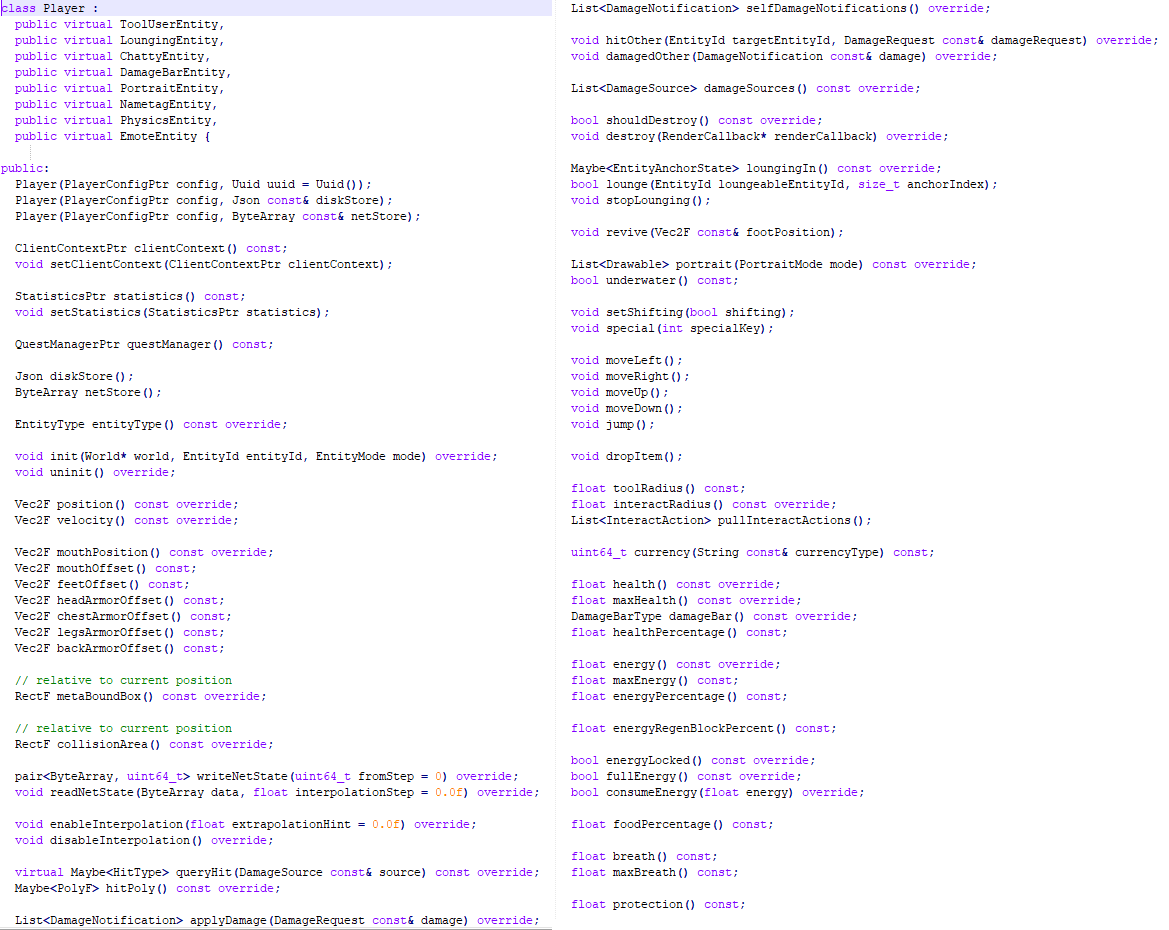 class Player :
  public virtual ToolUserEntity,
  public virtual LoungingEntity,
  public virtual ChattyEntity,
  public virtual DamageBarEntity,
  public virtual PortraitEntity,
  public virtual NametagEntity,
  public virtual PhysicsEntity,
  public virtual EmoteEntity {

public:
  Player(PlayerConfigPtr config, Uuid uuid = Uuid());
  Player(PlayerConfigPtr config, Json const& diskStore);
  Player(PlayerConfigPtr config, ByteArray const& netStore);

  ClientContextPtr clientContext() const;
  void setClientContext(ClientContextPtr clientContext);

  StatisticsPtr statistics() const;
  void setStatistics(StatisticsPtr statistics);

  QuestManagerPtr questManager() const;

  Json diskStore();
  ByteArray netStore();

  EntityType entityType() const override;

  void init(World* world, EntityId entityId, EntityMode mode) override;
  void uninit() override;

  Vec2F position() const override;
  Vec2F velocity() const override;

  Vec2F mouthPosition() const override;
  Vec2F mouthOffset() const;
  Vec2F feetOffset() const;
  Vec2F headArmorOffset() const;
  Vec2F chestArmorOffset() const;
  Vec2F legsArmorOffset() const;
  Vec2F backArmorOffset() const;

  // relative to current position
  RectF metaBoundBox() const override;

  // relative to current position
  RectF collisionArea() const override;

  pair<ByteArray, uint64_t> writeNetState(uint64_t fromStep = 0) override;
  void readNetState(ByteArray data, float interpolationStep = 0.0f) override;

  void enableInterpolation(float extrapolationHint = 0.0f) override;
  void disableInterpolation() override;

  virtual Maybe<HitType> queryHit(DamageSource const& source) const override;
  Maybe<PolyF> hitPoly() const override;

  List<DamageNotification> applyDamage(DamageRequest const& damage) override;
List<DamageNotification> selfDamageNotifications() override;

void hitOther(EntityId targetEntityId, DamageRequest const& damageRequest) override;
void damagedOther(DamageNotification const& damage) override;

List<DamageSource> damageSources() const override;

bool shouldDestroy() const override;
void destroy(RenderCallback* renderCallback) override;

Maybe<EntityAnchorState> loungingIn() const override;
bool lounge(EntityId loungeableEntityId, size_t anchorIndex);
void stopLounging();

void revive(Vec2F const& footPosition);

List<Drawable> portrait(PortraitMode mode) const override;
bool underwater() const;

void setShifting(bool shifting);
void special(int specialKey);

void moveLeft();
void moveRight();
void moveUp();
void moveDown();
void jump();

void dropItem();

float toolRadius() const;
float interactRadius() const override;
List<InteractAction> pullInteractActions();

uint64_t currency(String const& currencyType) const;

float health() const override;
float maxHealth() const override;
DamageBarType damageBar() const override;
float healthPercentage() const;

float energy() const override;
float maxEnergy() const;
float energyPercentage() const;

float energyRegenBlockPercent() const;

bool energyLocked() const override;
bool fullEnergy() const override;
bool consumeEnergy(float energy) override;

float foodPercentage() const;

float breath() const;
float maxBreath() const;

float protection() const;